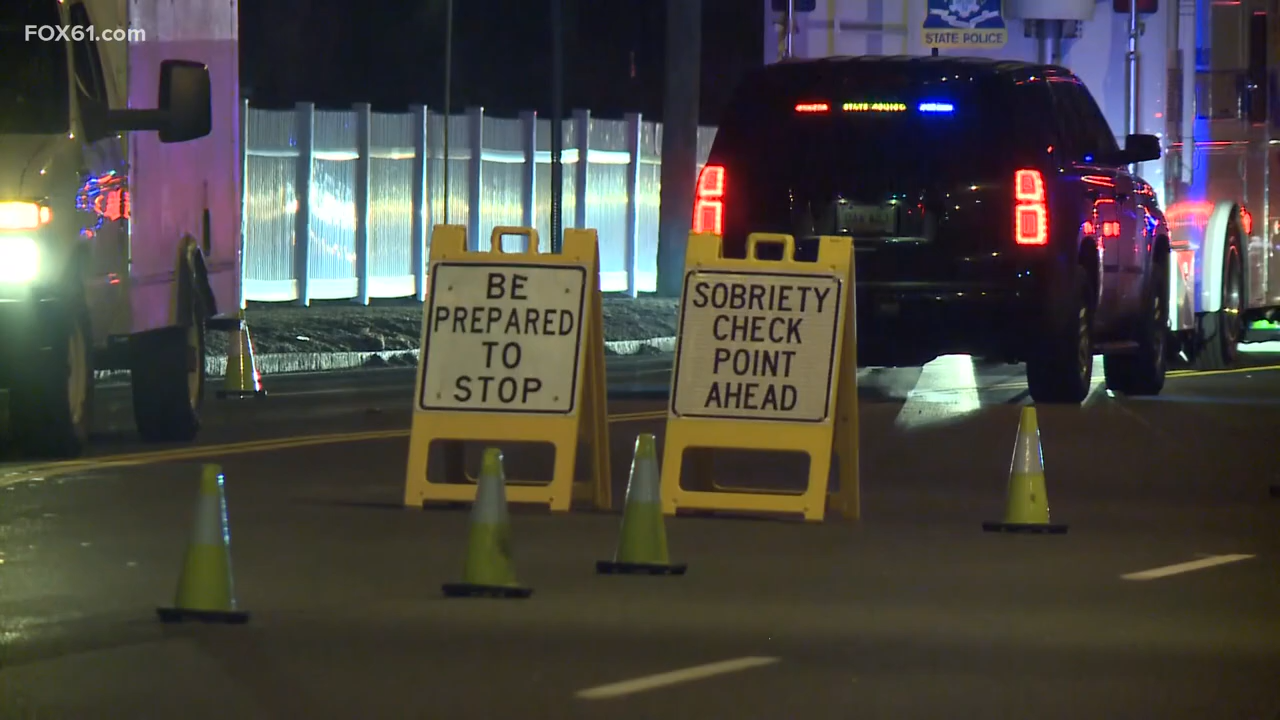 FOX61.com
STATE POLICE
BE
PREPARED
TO
STOP
SOBRIETY
CHECK
POINT
AHEAD